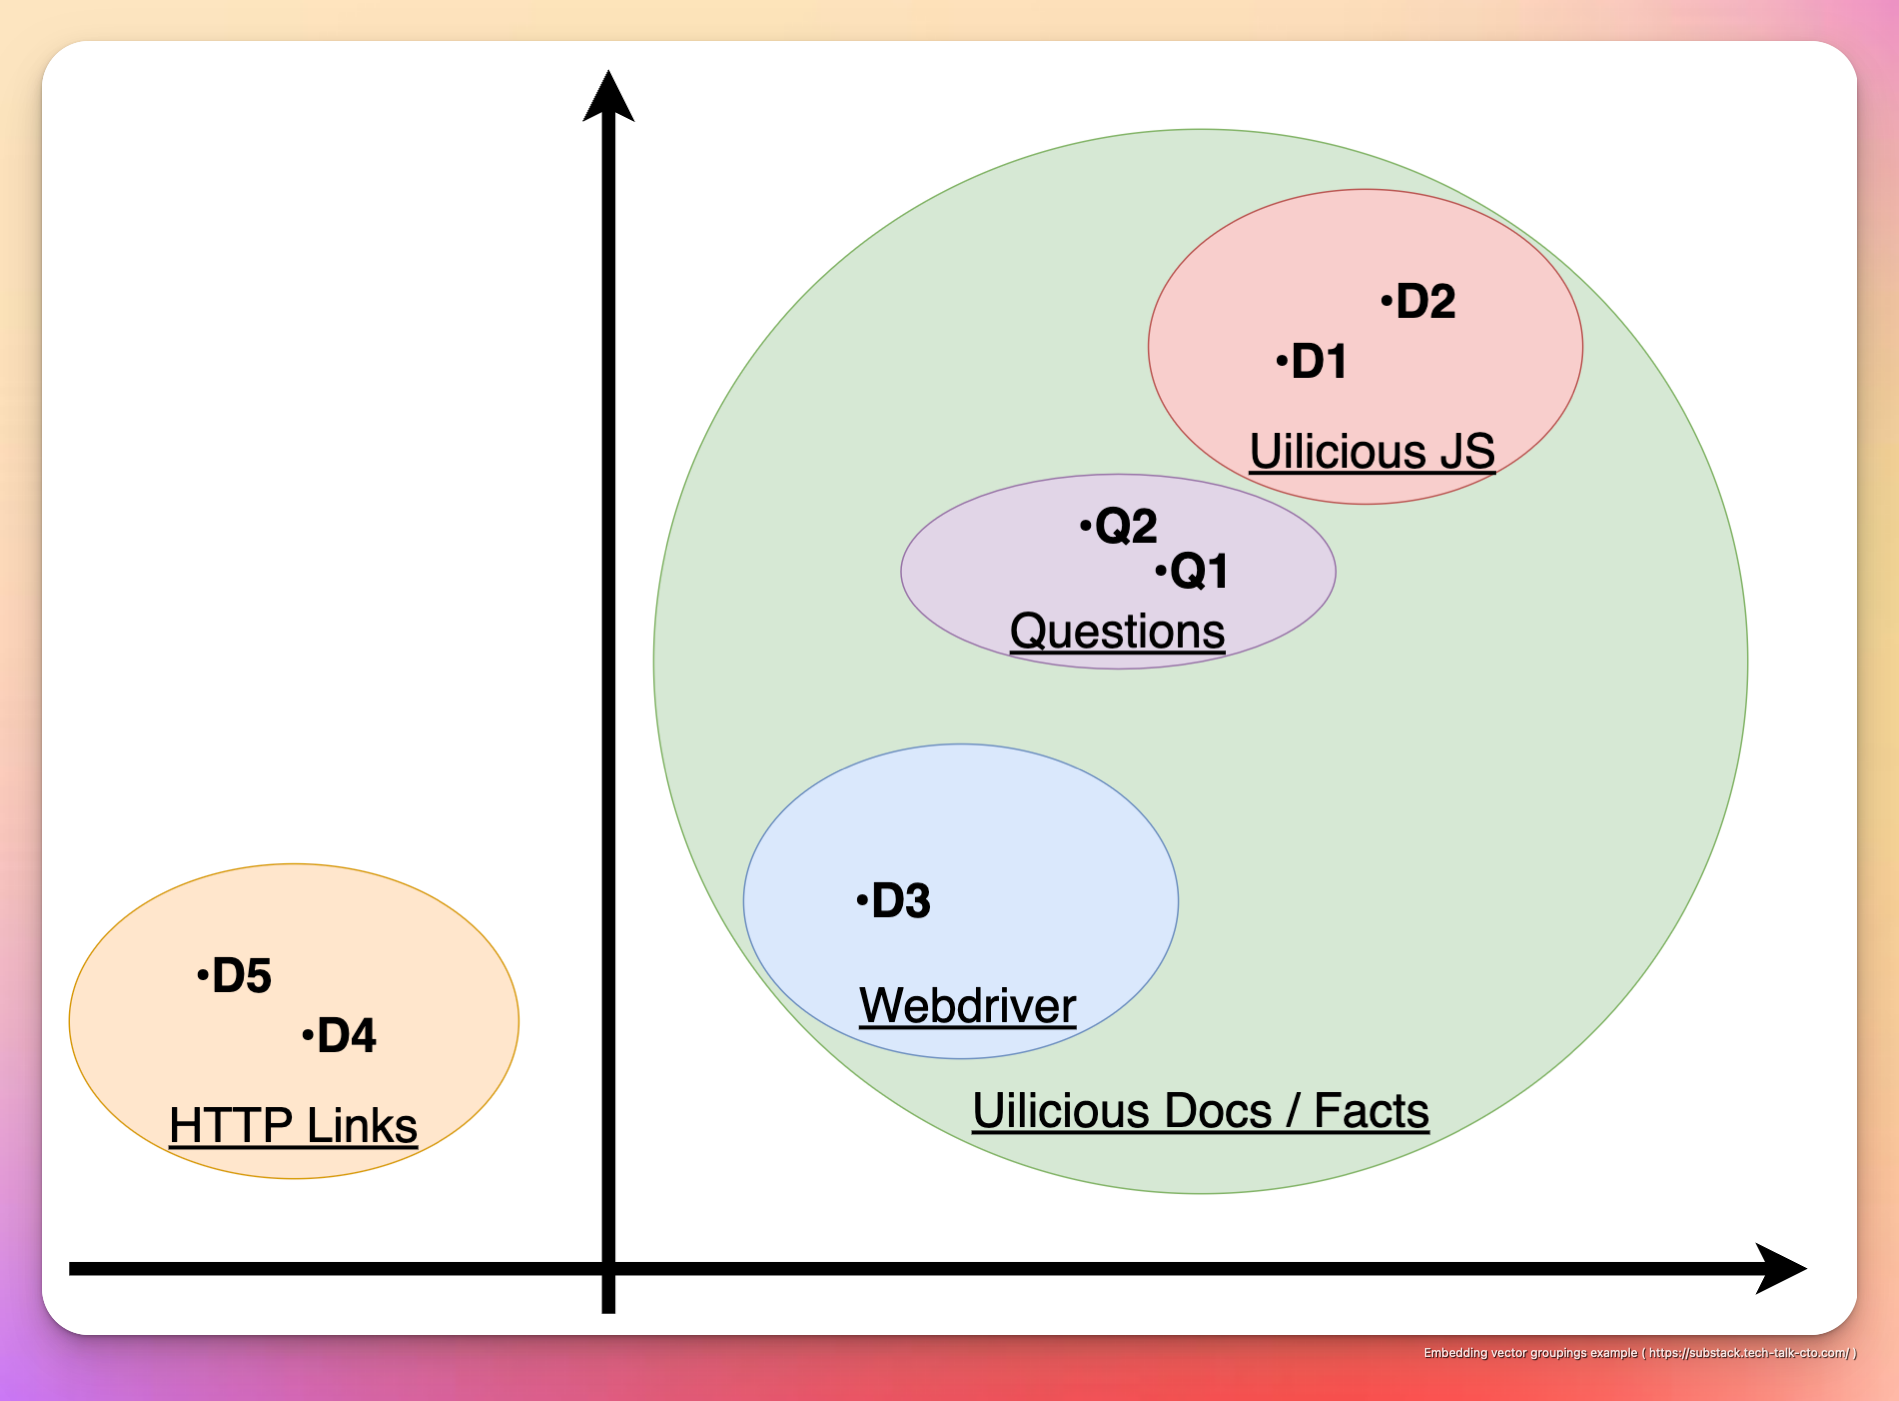 •D2
•D1
Uilicious JS
•Q2
•Q1
Questions
•D3
Webdriver
•D5
•D4
HTTP Links
Uilicious Docs / Facts
Embedding vector groupings example ( https://substack.tech-talk-cto.com/ )